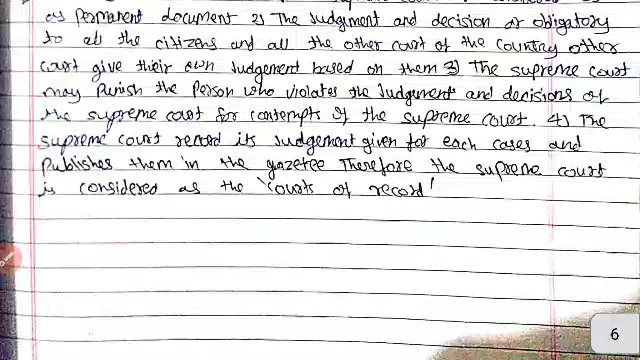 as permanent document 2) The Judgement and decision or obligatory
to all the citizens and all the other court of the country other
court give their own Judgement based on them 3) The supreme court
may Punish the Person who violates the Judgement and decisions of
the supreme court for contempts of the supreme court. 4) The
supreme court record its Judgement given for each cases and
Publishes them in the gazetee Therefore the supreme court
is considered as the 'Courts of record'
6